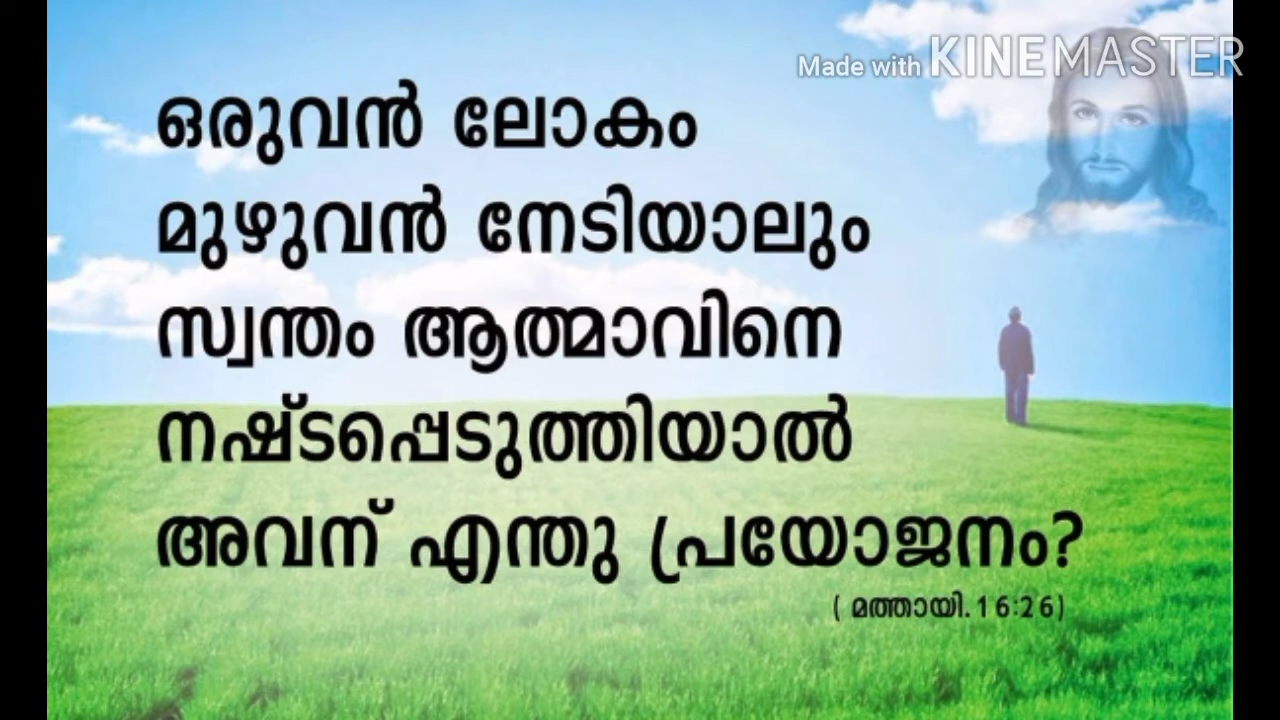 Made with KINEMASTER
ഒരുവൻ ലോകം
മുഴുവൻ നേടിയാലും
സ്വന്തം ആത്മാവിനെ
നഷ്ടപ്പെടുത്തിയാൽ
അവന് എന്തു പ്രയോജനം?
( മത്തായി.16:26)